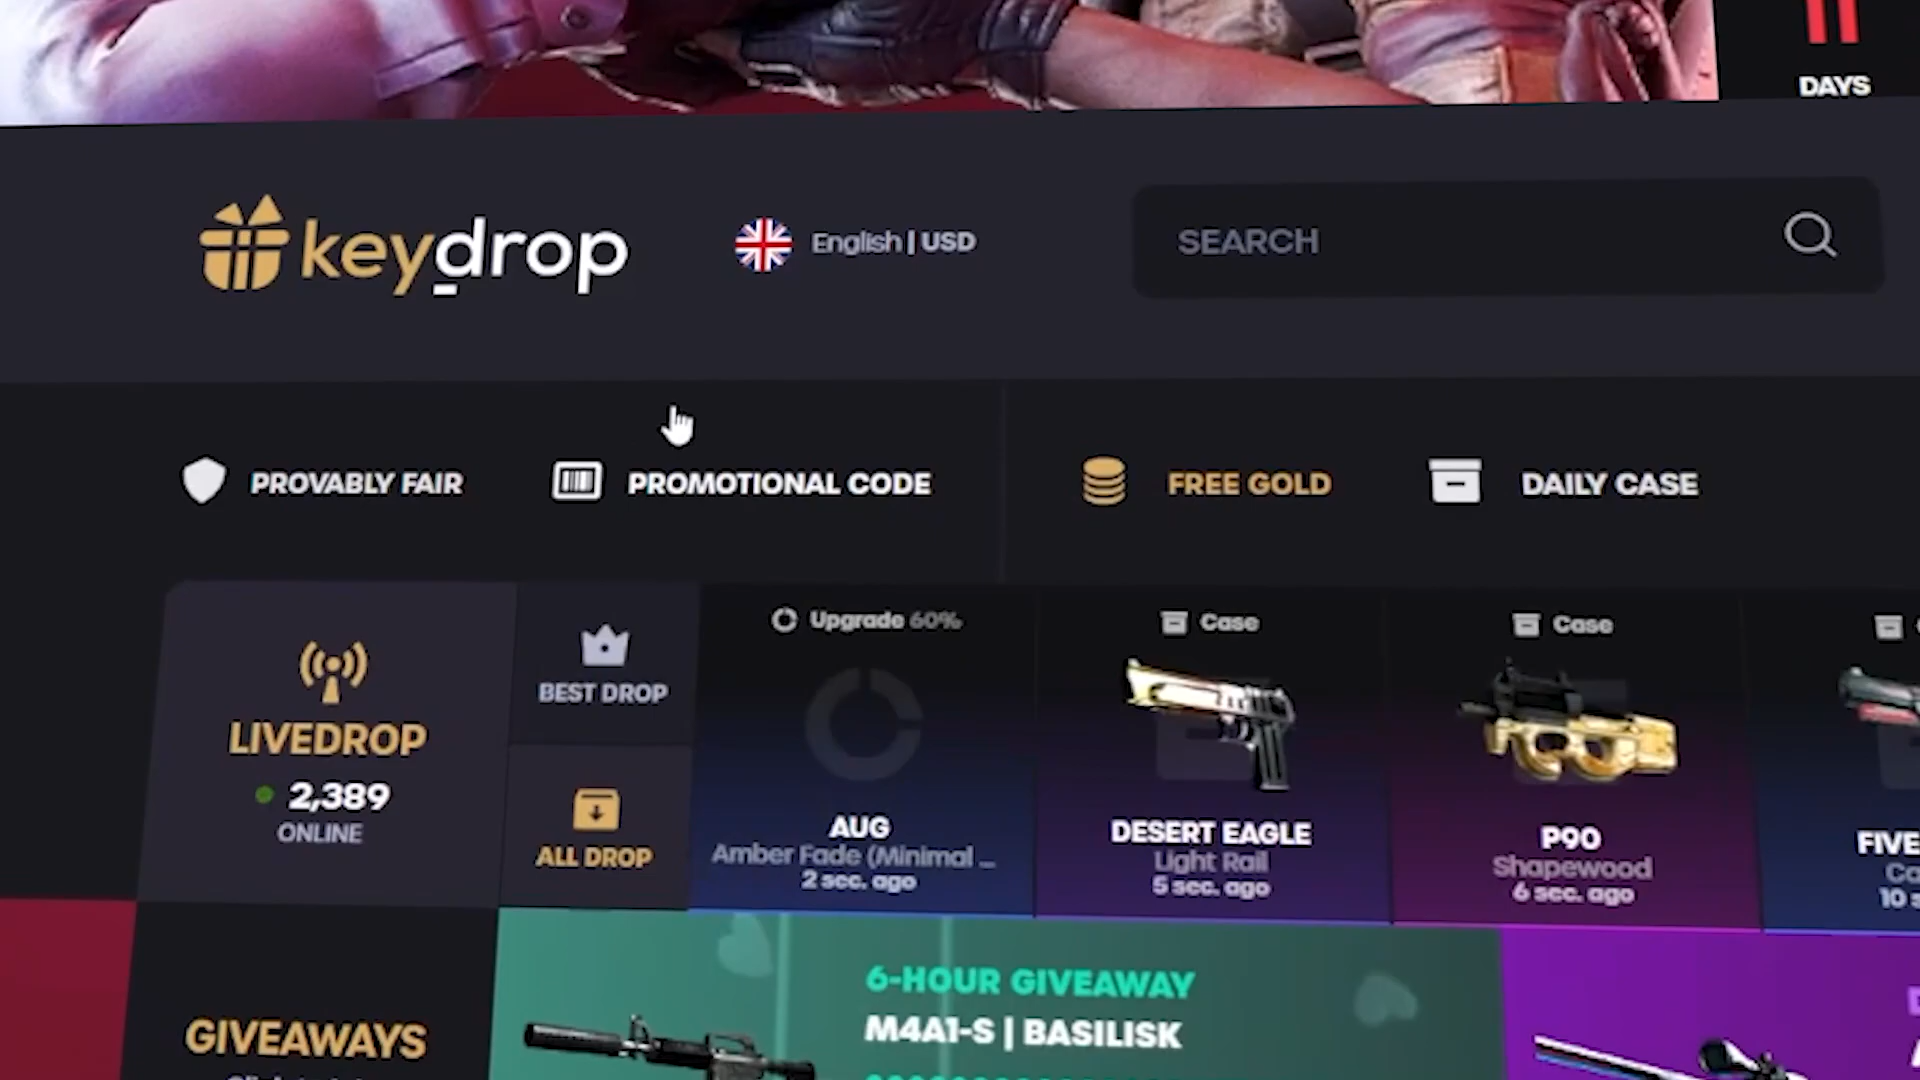 DAYS
keydrop
English | USD
SEARCH
PROVABLY FAIR
PROMOTIONAL CODE
FREE GOLD
DAILY CASE
LIVEDROP
2,389
ONLINE
BEST DROP
ALL DROP
Upgrade 60%
AUG
Amber Fade (Minimal ...
2 sec. ago
Case
DESERT EAGLE
Light Rail
5 sec. ago
Case
P90
Shapewood
6 sec. ago
FIVE
10 s
GIVEAWAYS
6-HOUR GIVEAWAY
M4A1-S | BASILISK